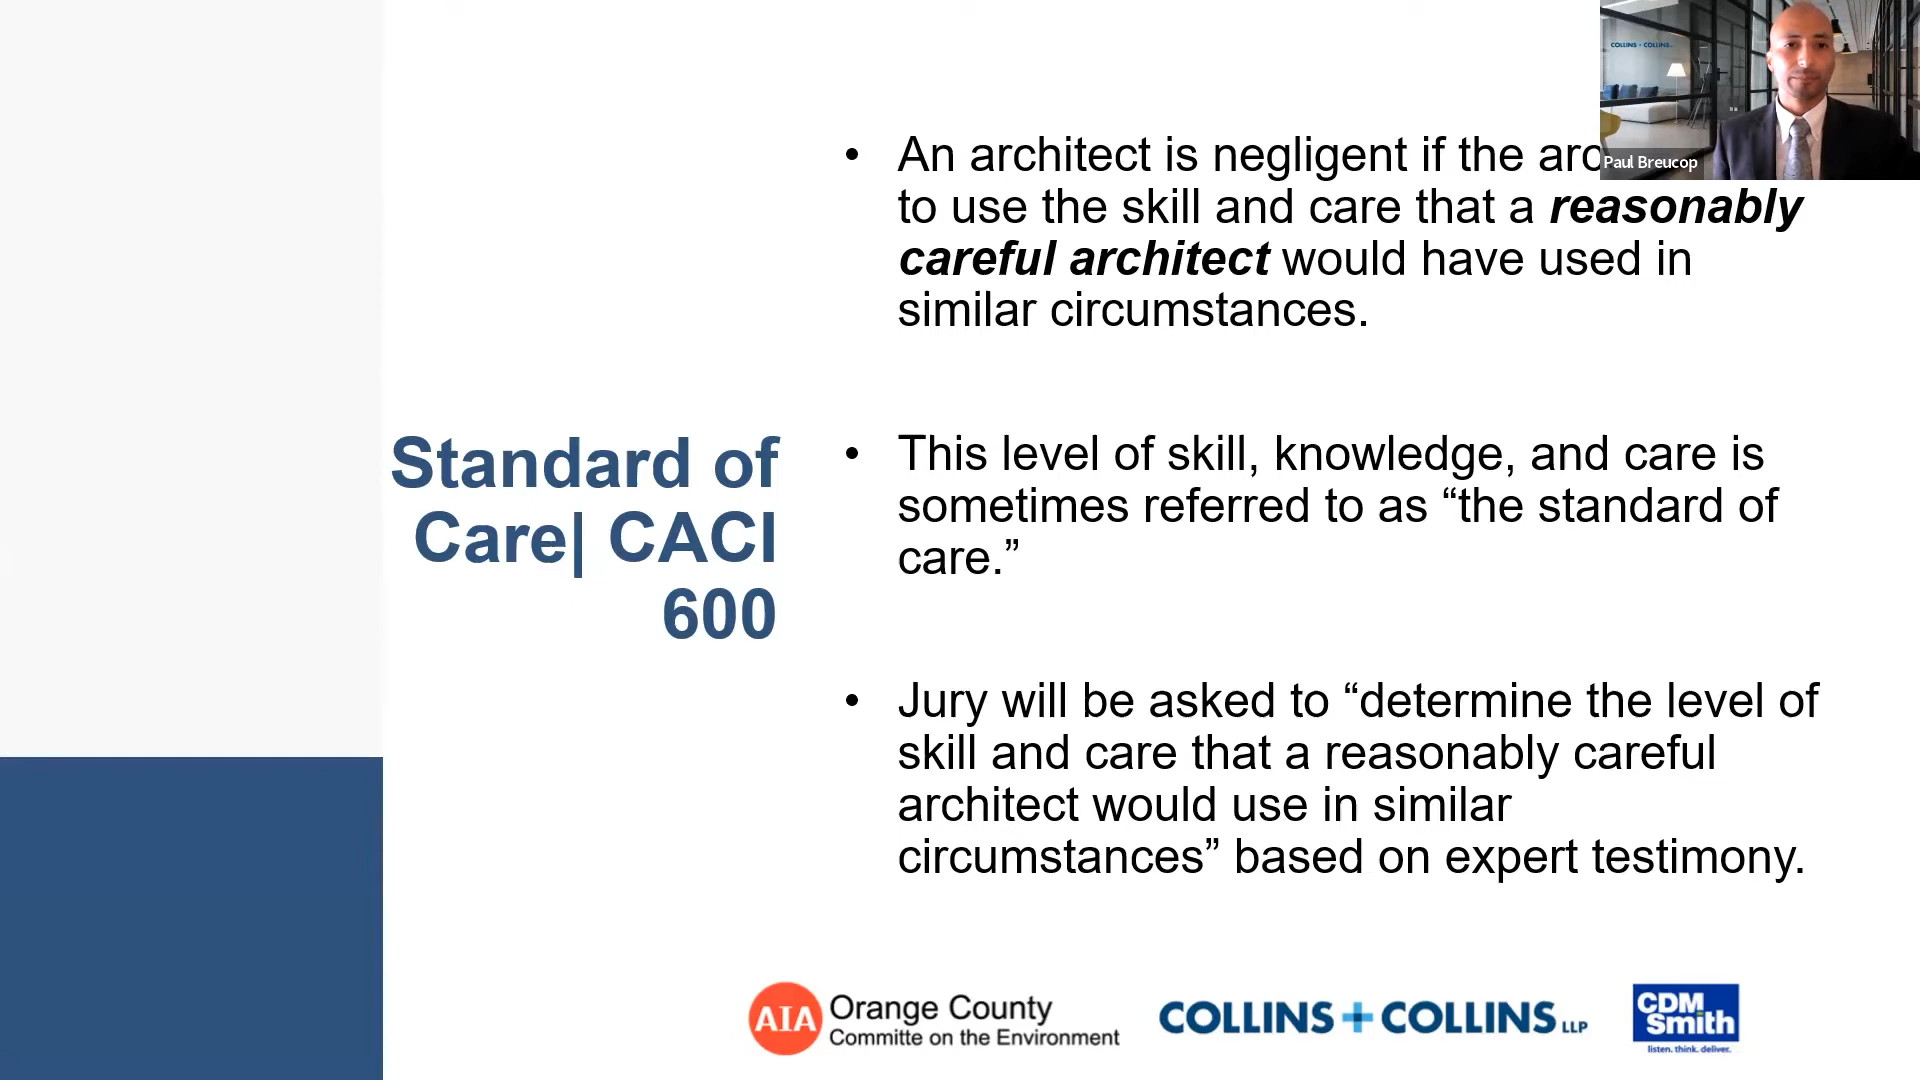 COLLINS + COLLINS
Paul Breucop
• An architect is negligent if the arc
to use the skill and care that a reasonably
careful architect would have used in
similar circumstances.
Standard of
Care| CACI
600
• This level of skill, knowledge, and care is
sometimes referred to as “the standard of
care.”
• Jury will be asked to “determine the level of
skill and care that a reasonably careful
architect would use in similar
circumstances” based on expert testimony.
AIA Orange County
Committe on the Environment
COLLINS + COLLINS LLP
CDM
Smith
listen. think. deliver.